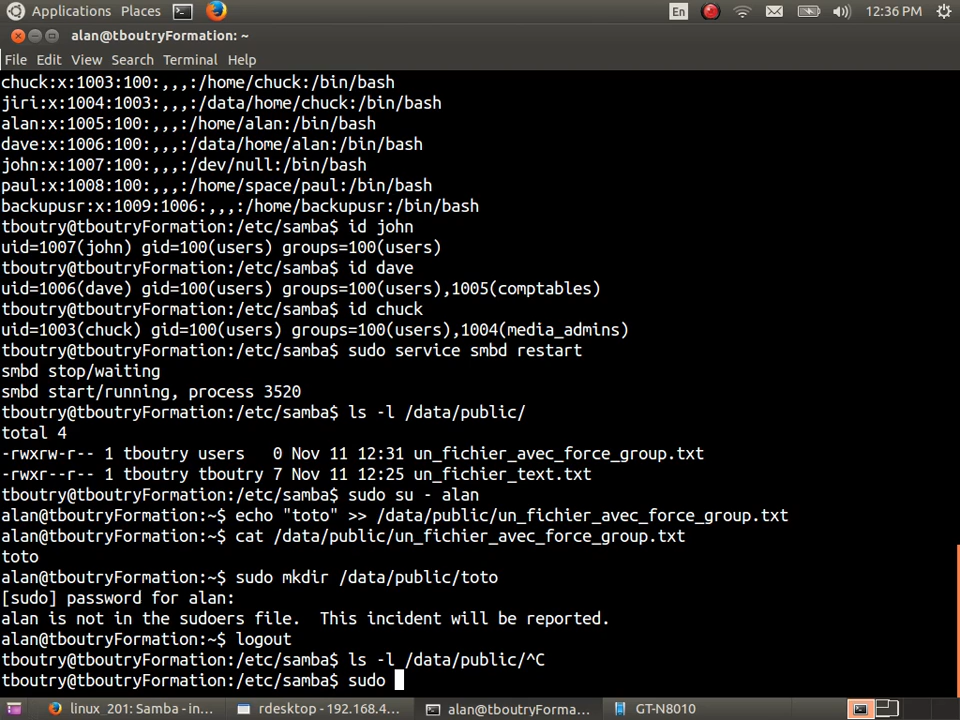 Applications Places En 12:36 PM
alan@tboutryFormation: ~
File Edit View Search Terminal Help
chuck:x:1003:100:,,,:/home/chuck:/bin/bash
jiri:x:1004:1003:,,,:/data/home/chuck:/bin/bash
alan:x:1005:100:,,,:/home/alan:/bin/bash
dave:x:1006:100:,,,:/data/home/alan:/bin/bash
john:x:1007:100:,,,:/dev/null:/bin/bash
paul:x:1008:100:,,,:/home/space/paul:/bin/bash
backupusr:x:1009:1006:,,,:/home/backupusr:/bin/bash
tboutry@tboutryFormation:/etc/samba$ id john
uid=1007(john) gid=100(users) groups=100(users)
tboutry@tboutryFormation:/etc/samba$ id dave
uid=1006(dave) gid=100(users) groups=100(users),1005(comptables)
tboutry@tboutryFormation:/etc/samba$ id chuck
uid=1003(chuck) gid=100(users) groups=100(users),1004(media_admins)
tboutry@tboutryFormation:/etc/samba$ sudo service smbd restart
smbd stop/waiting
smbd start/running, process 3520
tboutry@tboutryFormation:/etc/samba$ ls -l /data/public/
total 4
-rwxrw-r-- 1 tboutry users   0 Nov 11 12:31 un_fichier_avec_force_group.txt
-rwxr--r-- 1 tboutry tboutry 7 Nov 11 12:25 un_fichier_text.txt
tboutry@tboutryFormation:/etc/samba$ sudo su - alan
alan@tboutryFormation:~$ echo "toto" >> /data/public/un_fichier_avec_force_group.txt
alan@tboutryFormation:~$ cat /data/public/un_fichier_avec_force_group.txt
toto
alan@tboutryFormation:~$ sudo mkdir /data/public/toto
[sudo] password for alan:
alan is not in the sudoers file.  This incident will be reported.
alan@tboutryFormation:~$ logout
tboutry@tboutryFormation:/etc/samba$ ls -l /data/public/^C
tboutry@tboutryFormation:/etc/samba$ sudo
linux_201: Samba - in... rdesktop - 192.168.4... alan@tboutryForma... GT-N8010